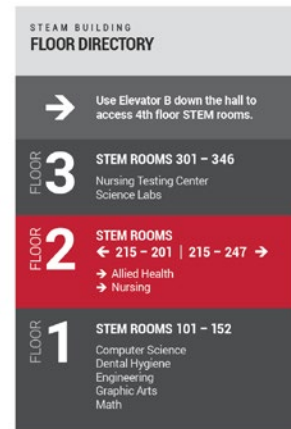 STEAM BUILDING
FLOOR DIRECTORY
→ Use Elevator B down the hall to
access 4th floor STEM rooms.
FLOOR 3
STEM ROOMS 301 – 346
Nursing Testing Center
Science Labs
FLOOR 2
STEM ROOMS
← 215 – 201 | 215 – 247 →
→ Allied Health
→ Nursing
FLOOR 1
STEM ROOMS 101 – 152
Computer Science
Dental Hygiene
Engineering
Graphic Arts
Math